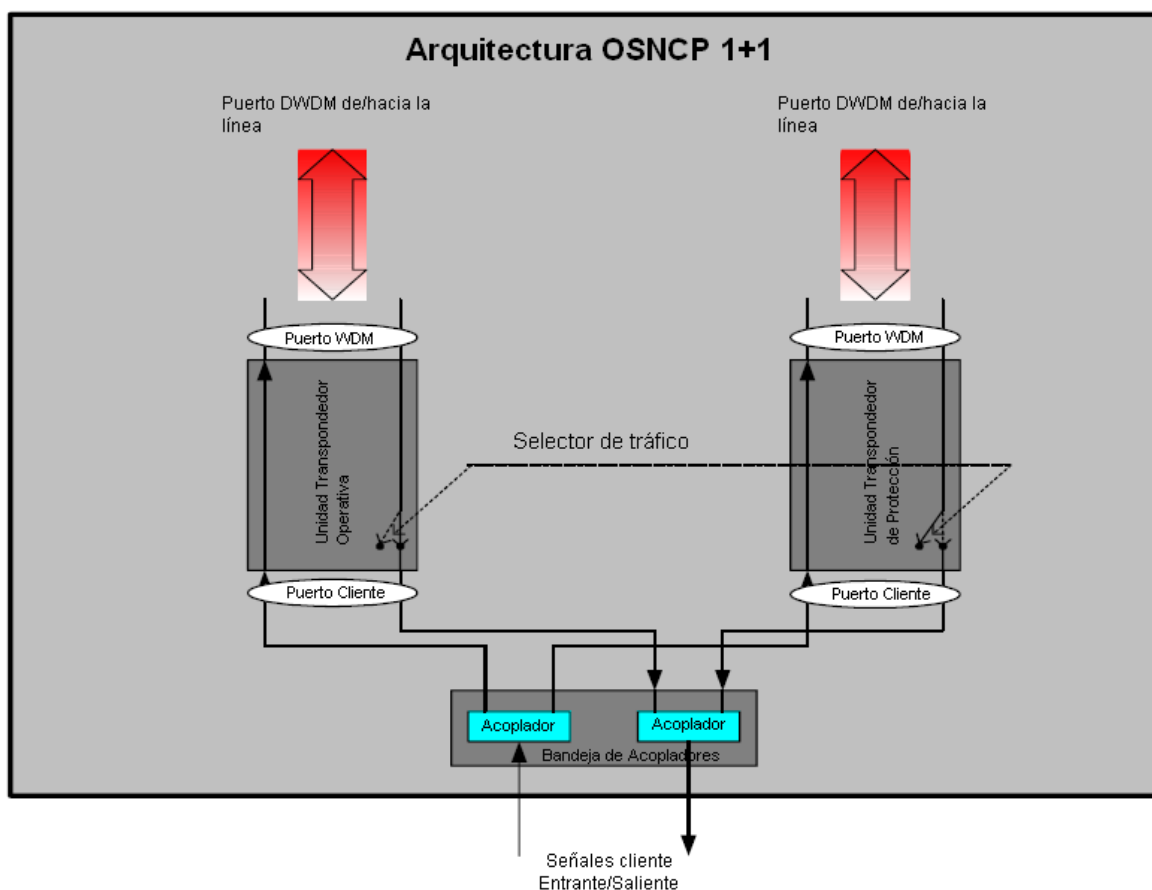 Arquitectura OSNCP 1+1
Puerto DWDM de/hacia la
línea
Puerto DWDM de/hacia la
línea
Puerto WDM
Puerto WDM
Unidad Transpondedor
Operativa
Selector de tráfico
Unidad Transpondedor
de Protección
Puerto Cliente
Puerto Cliente
Acoplador
Acoplador
Bandeja de Acopladores
Señales cliente
Entrante/Saliente